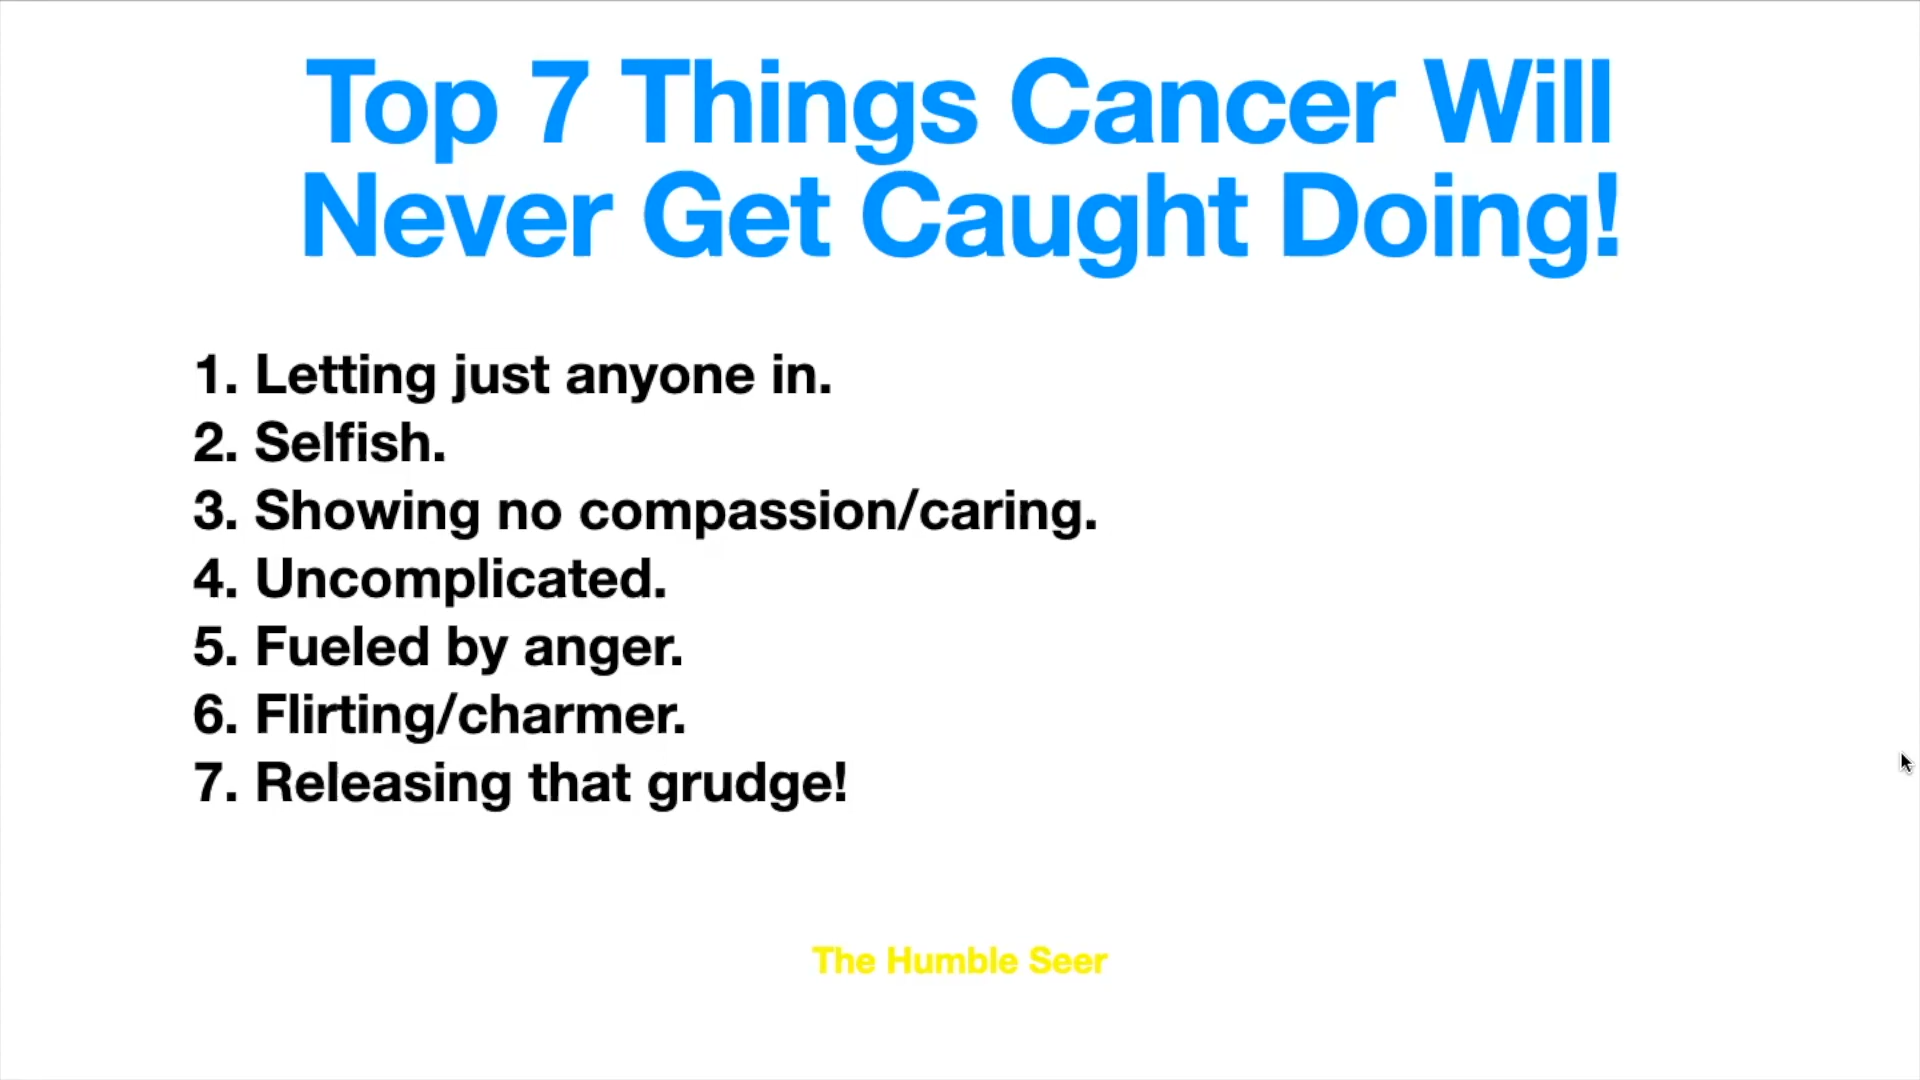 Top 7 Things Cancer Will
Never Get Caught Doing!
1. Letting just anyone in.
2. Selfish.
3. Showing no compassion/caring.
4. Uncomplicated.
5. Fueled by anger.
6. Flirting/charmer.
7. Releasing that grudge!
The Humble Seer